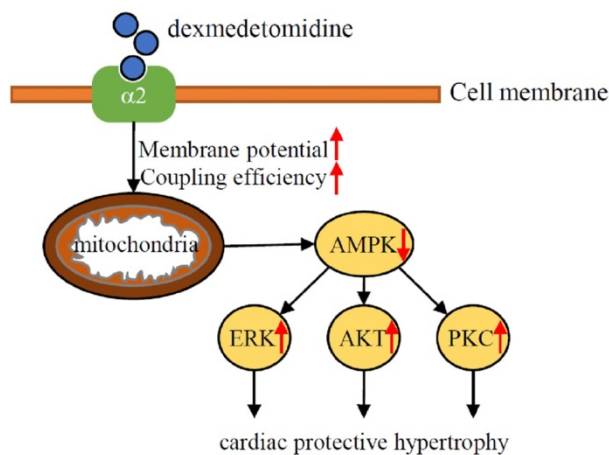 dexmedetomidine
α2
Cell membrane
Membrane potential
Coupling efficiency
mitochondria
AMPK
ERK
AKT
PKC
cardiac protective hypertrophy